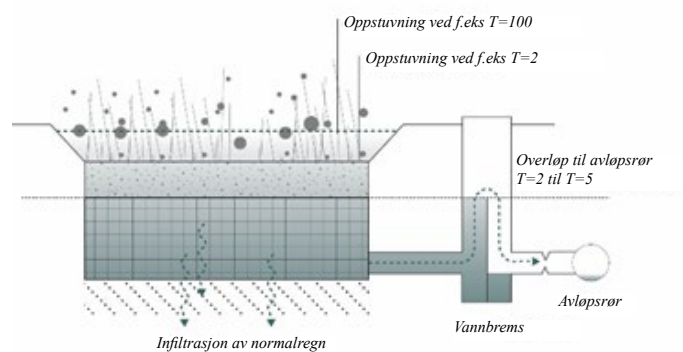 Oppstuvning ved f.eks T=100
Oppstuvning ved f.eks T=2
Overløp til avløpsrør
T=2 til T=5
Avløpsrør
Vannbrems
Infiltrasjon av normalregn